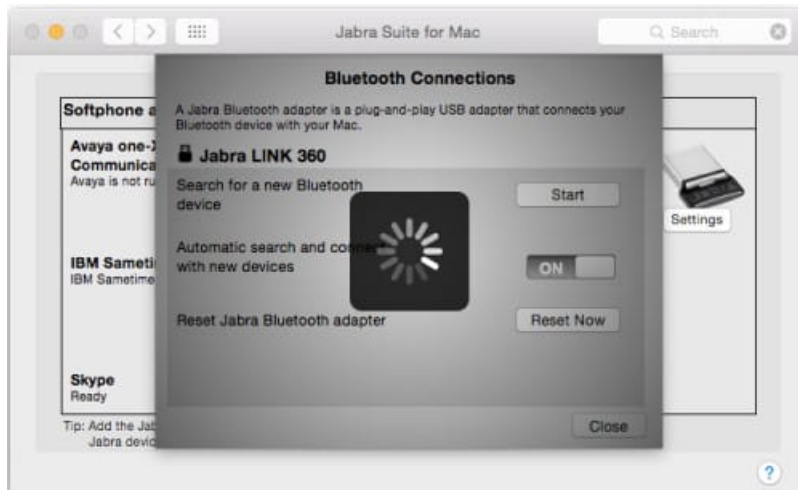 Jabra Suite for Mac
Search
Bluetooth Connections
A Jabra Bluetooth adapter is a plug-and-play USB adapter that connects your
Bluetooth device with your Mac.
Jabra LINK 360
Search for a new Bluetooth
device
Start
Automatic search and conne
with new devices
ON
Reset Jabra Bluetooth adapter
Reset Now
Close
Softphone a
Avaya one-
Communica
Avaya is not ru
IBM Sameti
IBM Sametime
Skype
Ready
Settings
Tip: Add the Jab
Jabra devic
?